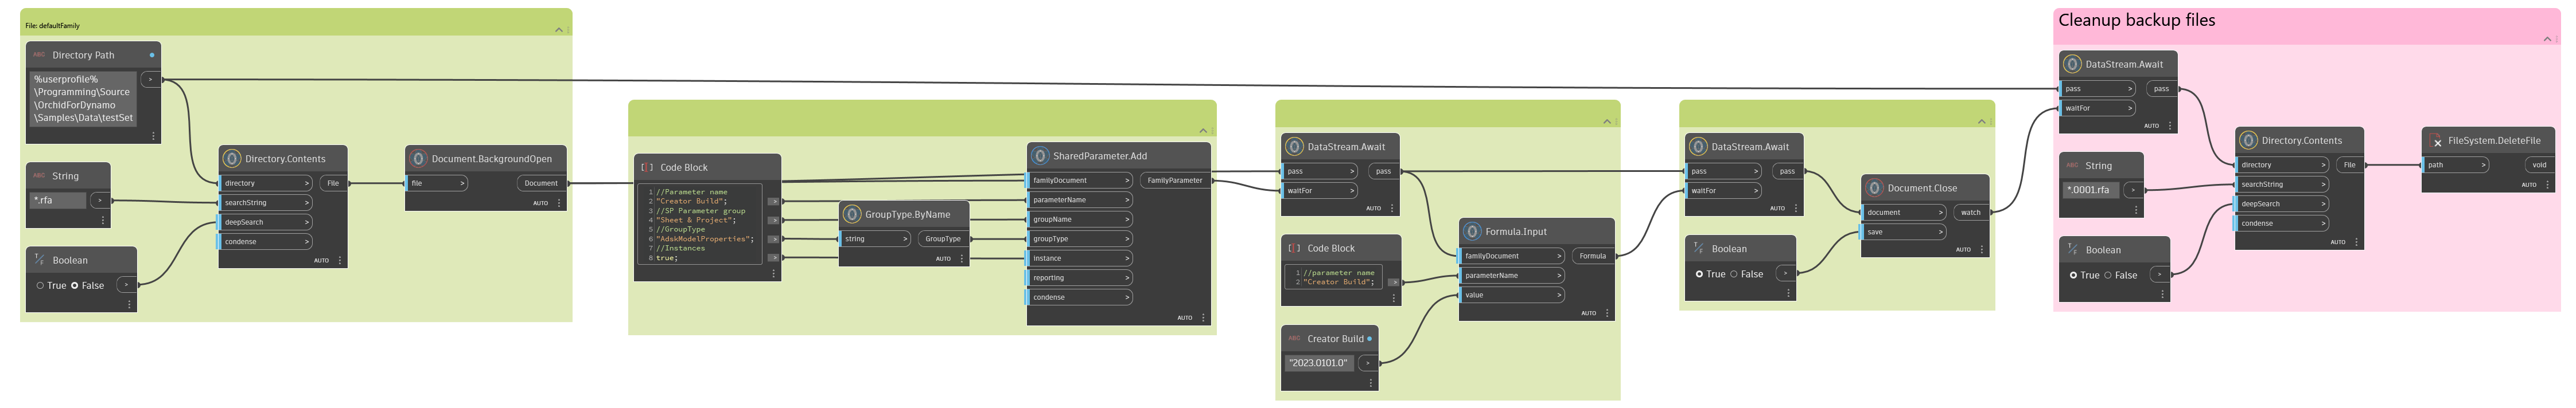 File: defaultFamily
Directory Path
%userprofile%
\Programming\Source
\OrchidForDynamo
\Samples\Data\testSet
>
String
*.rfa
>
Boolean
True False
>
Directory.Contents
directory > File
searchString >
deepSearch >
condense >
AUTO
Document.BackgroundOpen
file > Document
AUTO
Code Block
1 //Parameter name
2 "Creator Build";
3 //SP Parameter group
4 "Sheet & Project";
5 //GroupType
6 "AdskModelProperties";
7 //Instances
8 true;
>
>
>
>
GroupType.ByName
string > GroupType
AUTO
SharedParameter.Add
familyDocument > FamilyParameter
parameterName >
groupName >
groupType >
instance >
reporting >
condense >
AUTO
DataStream.Await
pass > pass
waitFor >
AUTO
Code Block
1 //parameter name
2 "Creator Build";
>
Creator Build
"2023.0101.0"
>
Formula.Input
familyDocument > Formula
parameterName >
value >
AUTO
DataStream.Await
pass > pass
waitFor >
AUTO
Boolean
True False
>
Document.Close
document > watch
save >
AUTO
Cleanup backup files
DataStream.Await
pass > pass
waitFor >
AUTO
String
*.0001.rfa
>
Boolean
True False
>
Directory.Contents
directory > File
searchString >
deepSearch >
condense >
AUTO
FileSystem.DeleteFile
path > void
AUTO